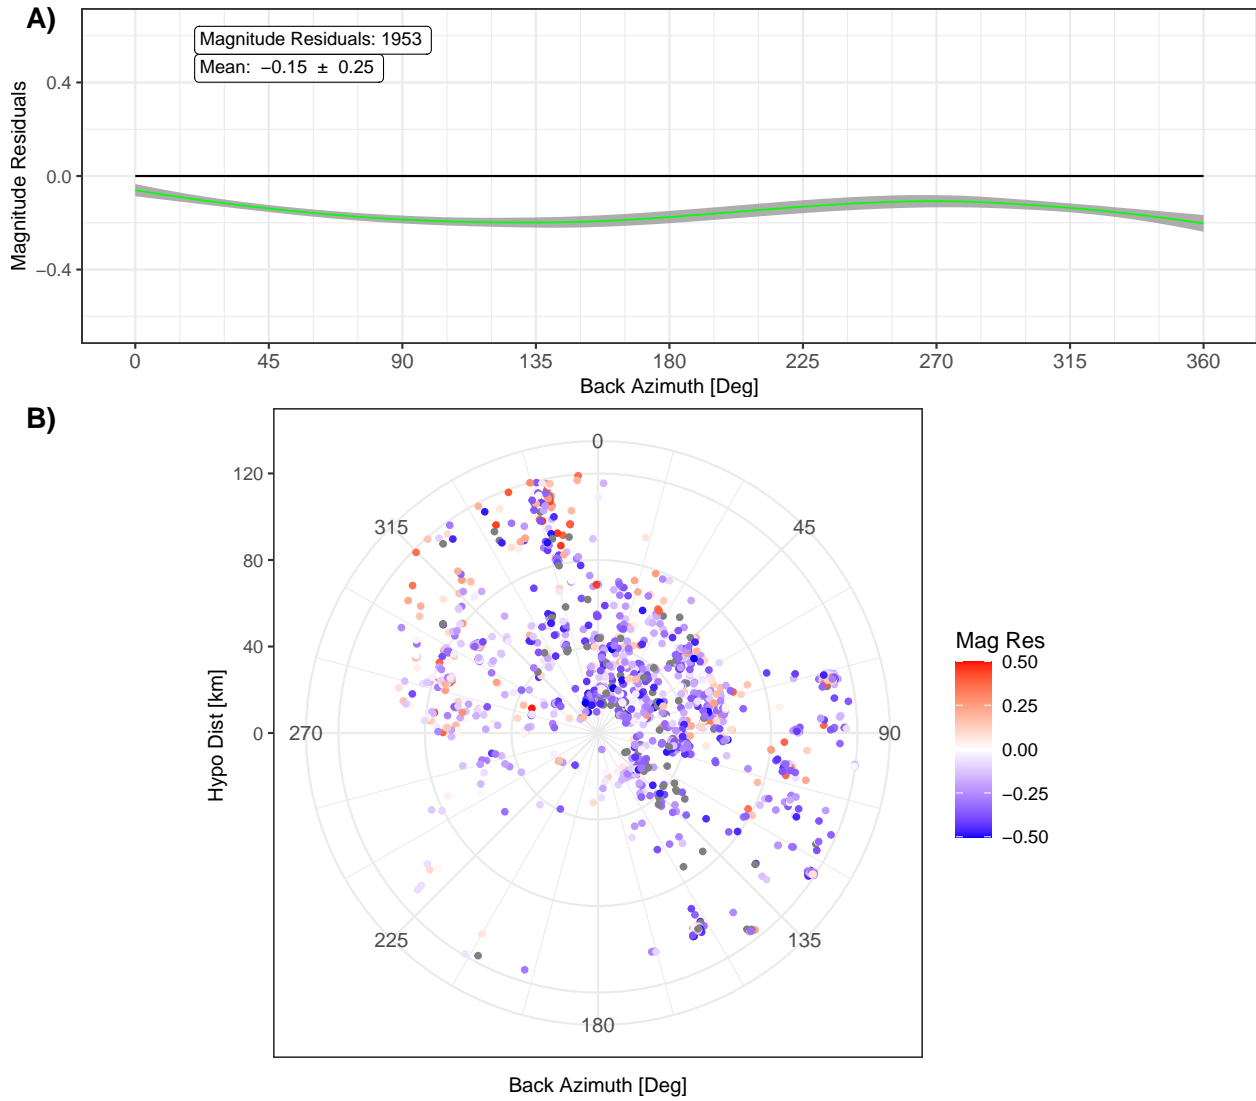 A)
Magnitude Residuals: 1953
Mean: −0.15 ± 0.25
Magnitude Residuals
0.4
0.0
−0.4
0 45 90 135 180 225 270 315 360
Back Azimuth [Deg]
B)
Hypo Dist [km]
120
80
40
0
0
45
90
135
180
225
270
315
Back Azimuth [Deg]
Mag Res
0.50
0.25
0.00
−0.25
−0.50